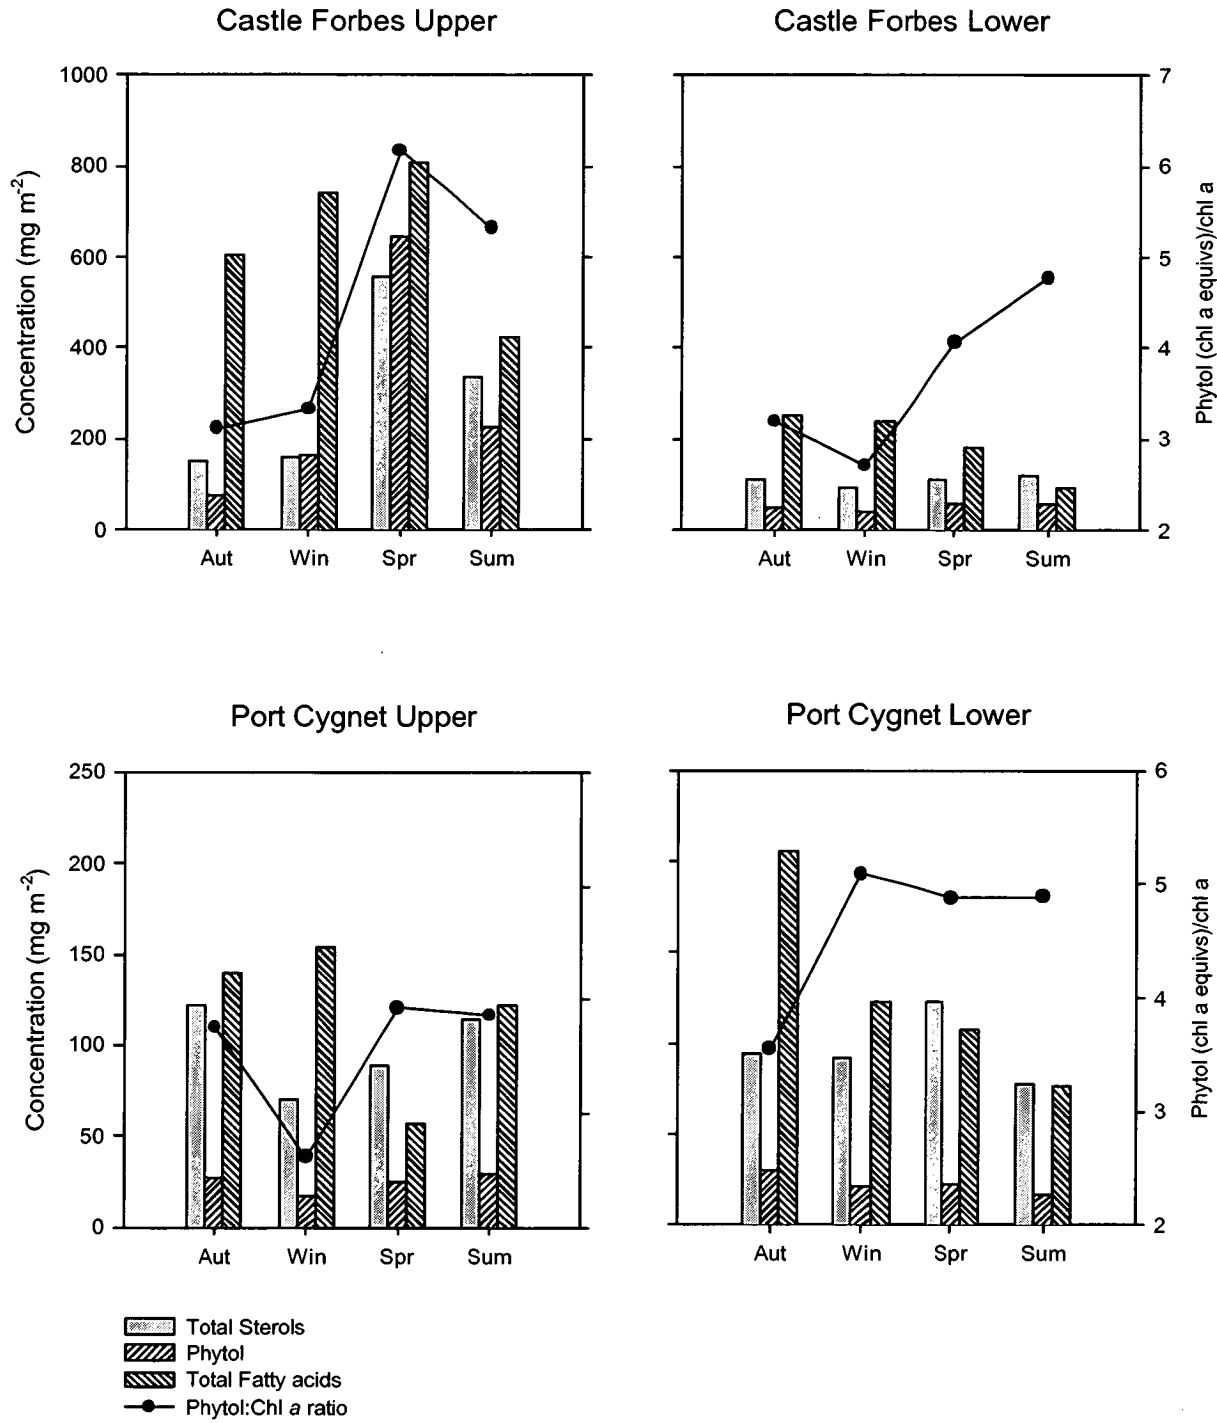 Castle Forbes Upper
Castle Forbes Lower
1000
800
600
400
200
0
Concentration (mg m-2)
Aut Win Spr Sum
Aut Win Spr Sum
7
6
5
4
3
2
Phytol (chl a equivs)/chl a
Port Cygnet Upper
Port Cygnet Lower
250
200
150
100
50
0
Concentration (mg m-2)
Aut Win Spr Sum
Aut Win Spr Sum
6
5
4
3
2
Phytol (chl a equivs)/chl a
Total Sterols
Phytol
Total Fatty acids
Phytol:Chl a ratio